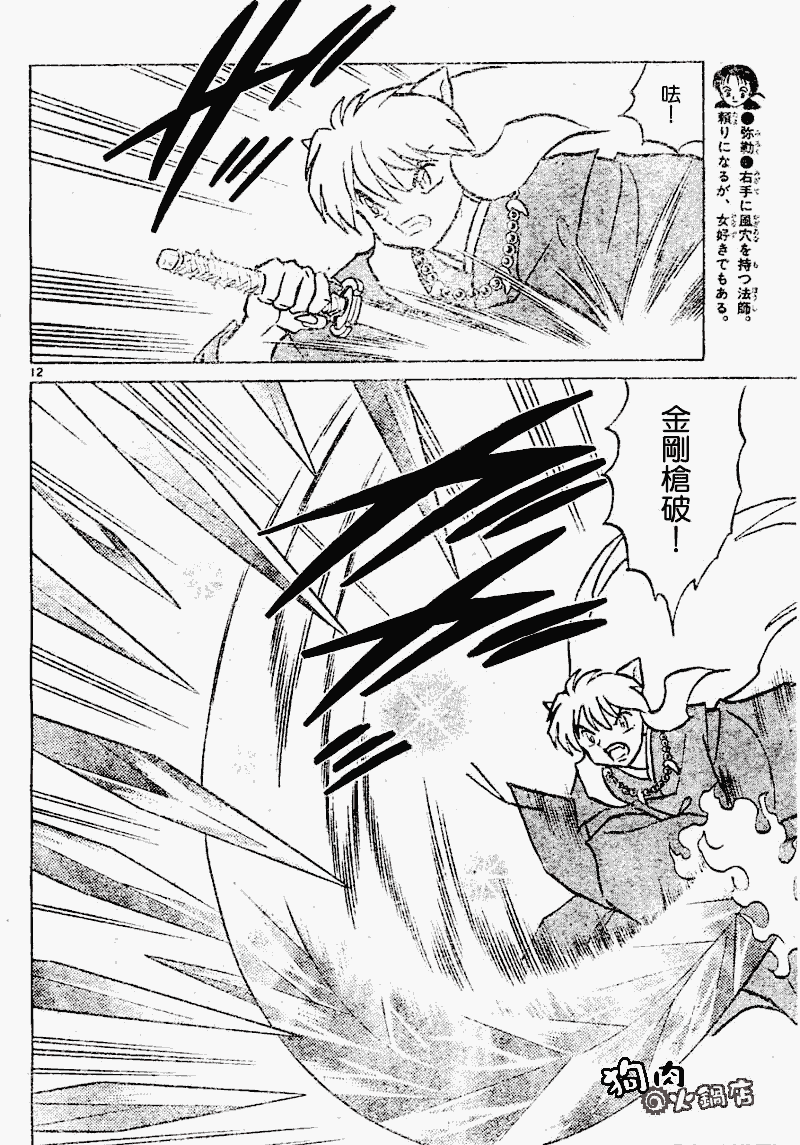 呿！
●弥勒●右手に風穴を持つ法師。
頼りになるが、女好きでもある。
12
金剛槍破！
狗肉
@火鍋店